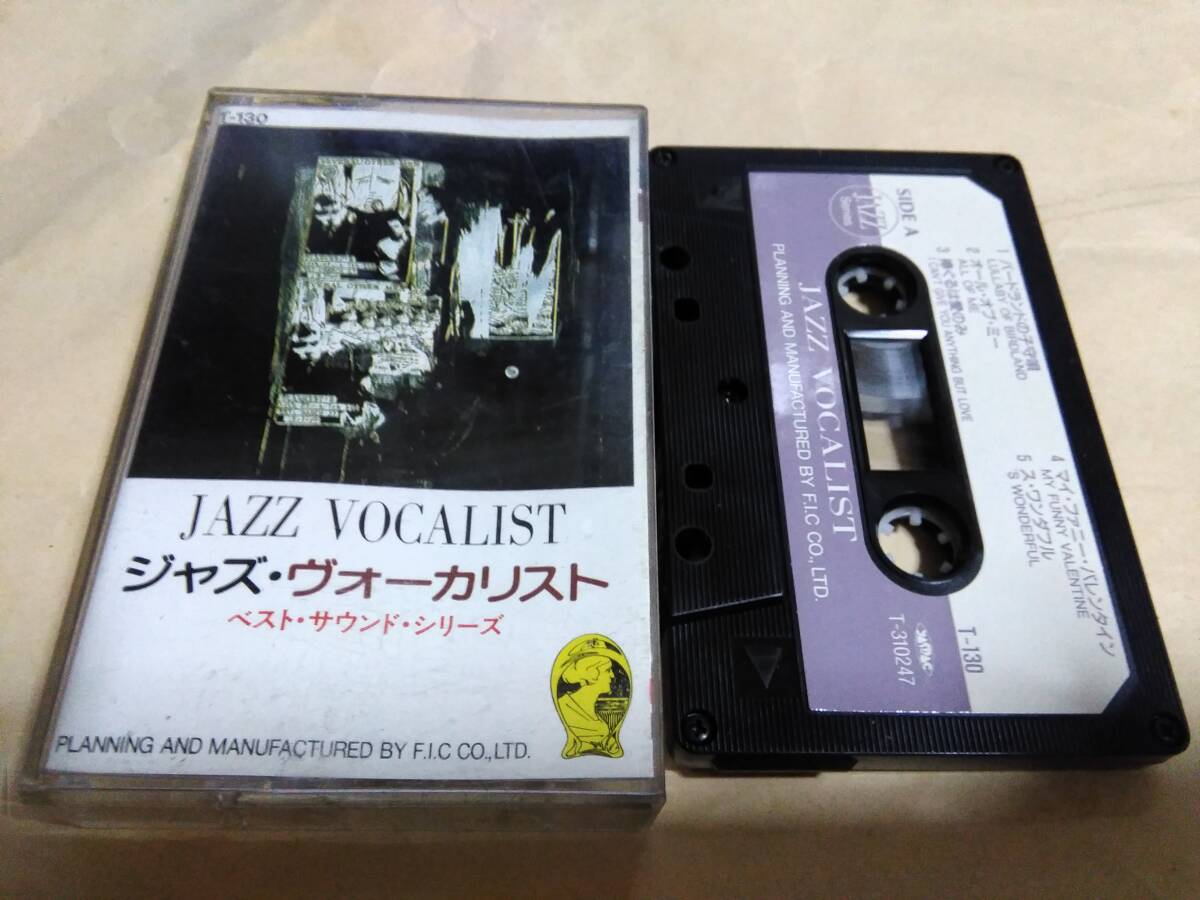 T-130
JAZZ VOCALIST
ジャズ・ヴォーカリスト
ベスト・サウンド・シリーズ
PLANNING AND MANUFACTURED BY F.I.C CO.,LTD.
SIDE A
JAZZ
1 バードランドの子守唄
LULLABY OF BIRDLAND
2 オール・オブ・ミー
ALL OF ME
3 捧ぐるは愛のみ
I CAN'T GIVE YOU ANYTHING BUT LOVE
4 マイ・ファニー・バレンタイン
MY FUNNY VALENTINE
5 ス・ワンダフル
S WONDERFUL
T-130
JAZZ VOCALIST
PLANNING AND MANUFACTURED BY F.I.C CO., LTD.
JASRAC
T-310247